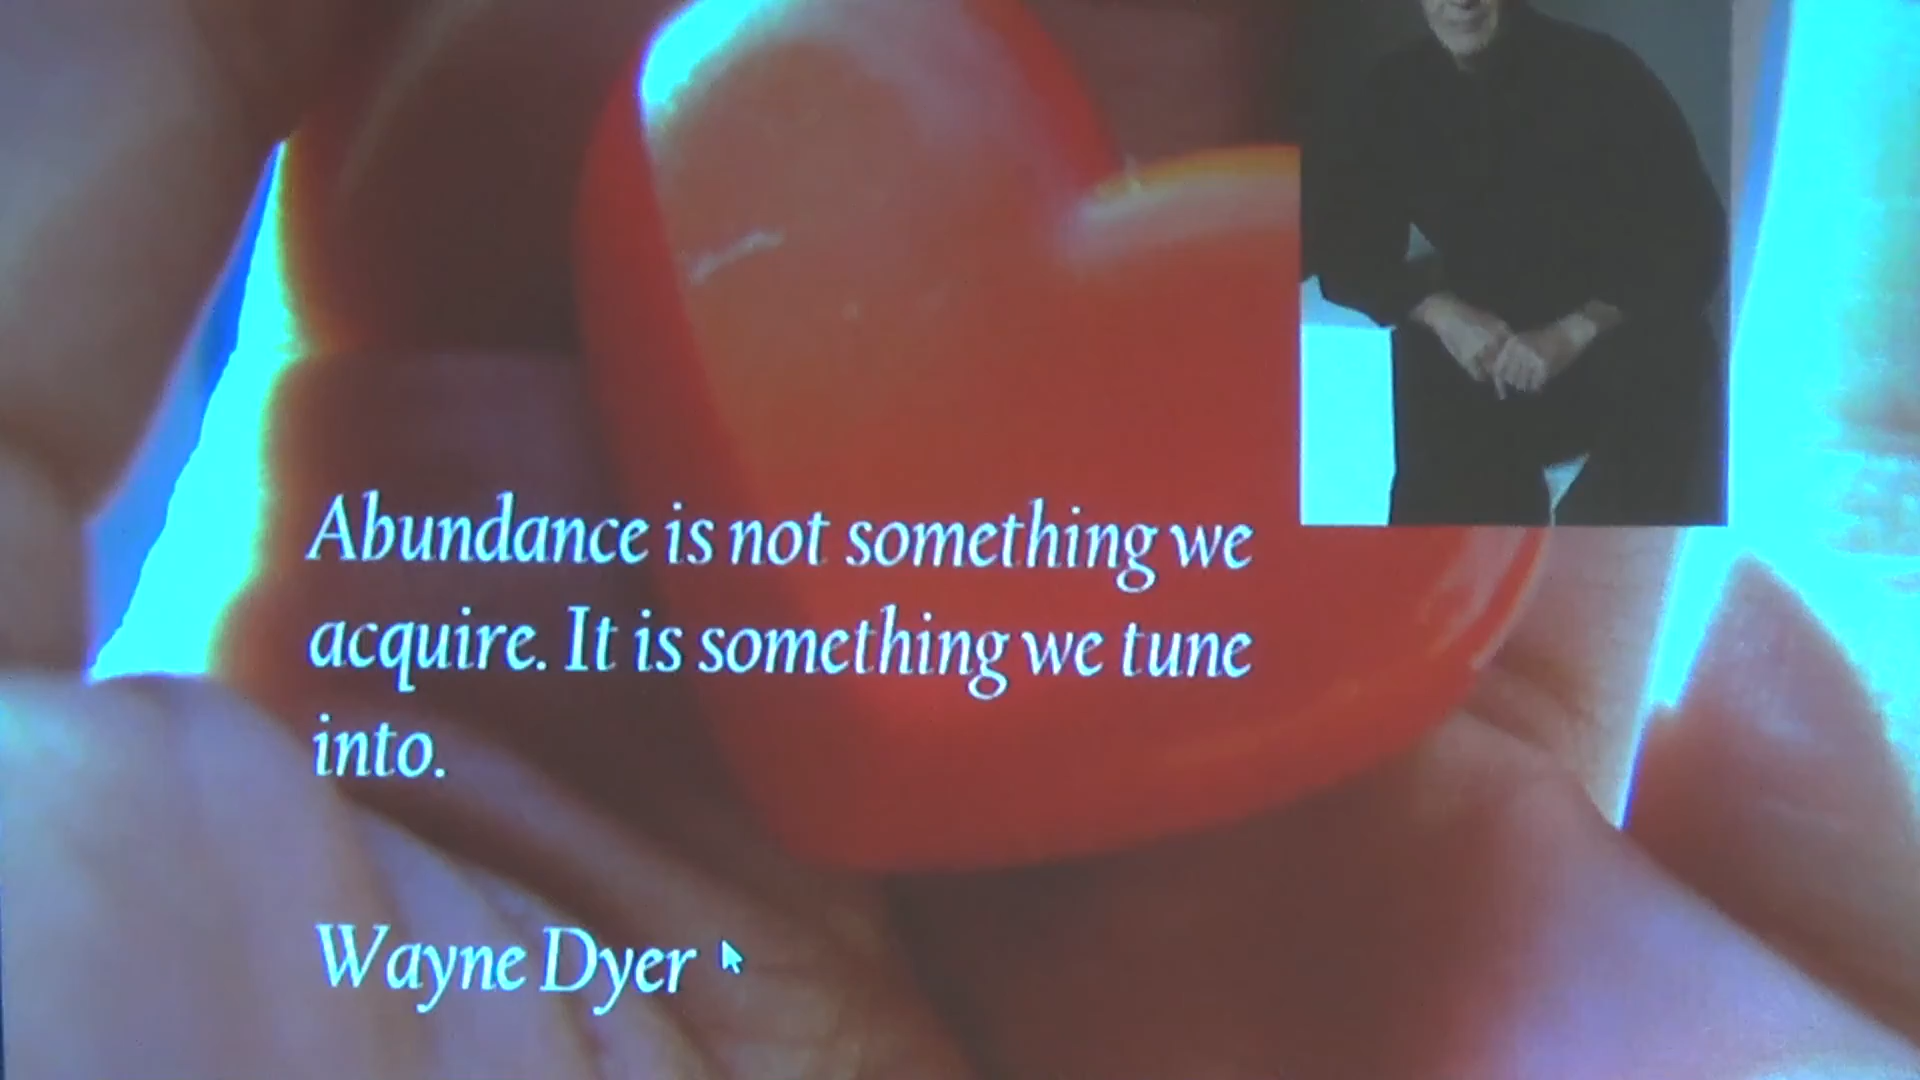 Abundance is not something we
acquire. It is something we tune
into.
Wayne Dyer